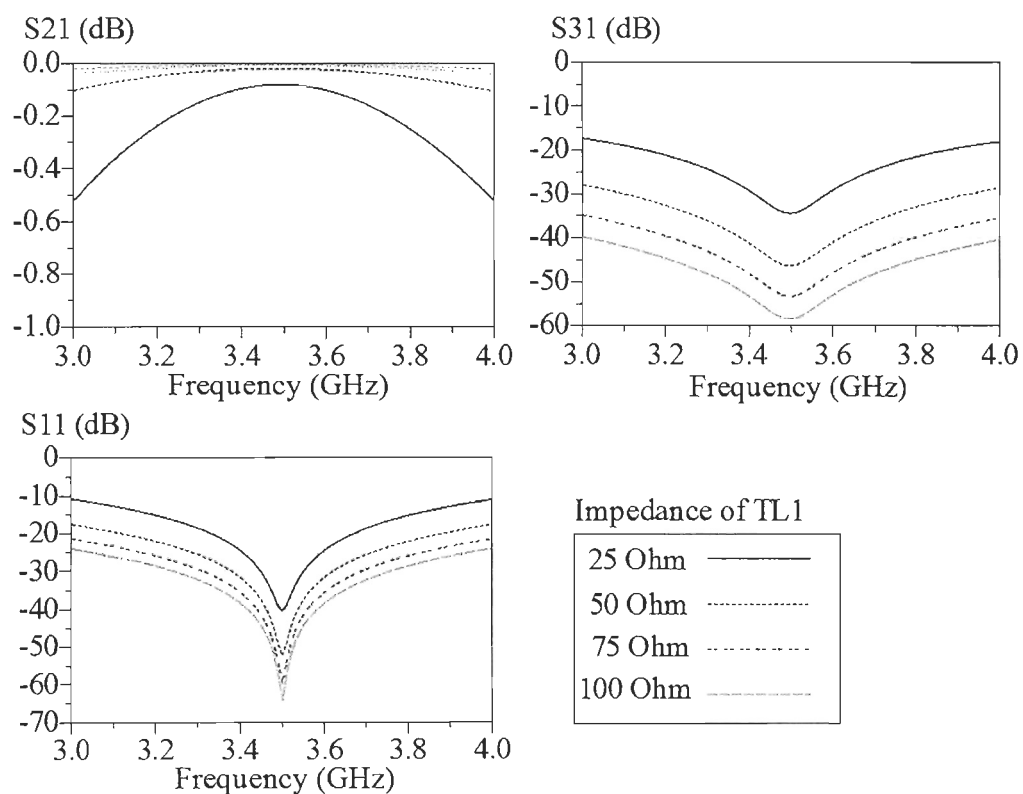 S21 (dB)
0.0
-0.2
-0.4
-0.6
-0.8
-1.0
3.0 3.2 3.4 3.6 3.8 4.0
Frequency (GHz)
S31 (dB)
0
-10
-20
-30
-40
-50
-60
3.0 3.2 3.4 3.6 3.8 4.0
Frequency (GHz)
S11 (dB)
0
-10
-20
-30
-40
-50
-60
-70
3.0 3.2 3.4 3.6 3.8 4.0
Frequency (GHz)
Impedance of TL1
25 Ohm
50 Ohm
75 Ohm
100 Ohm